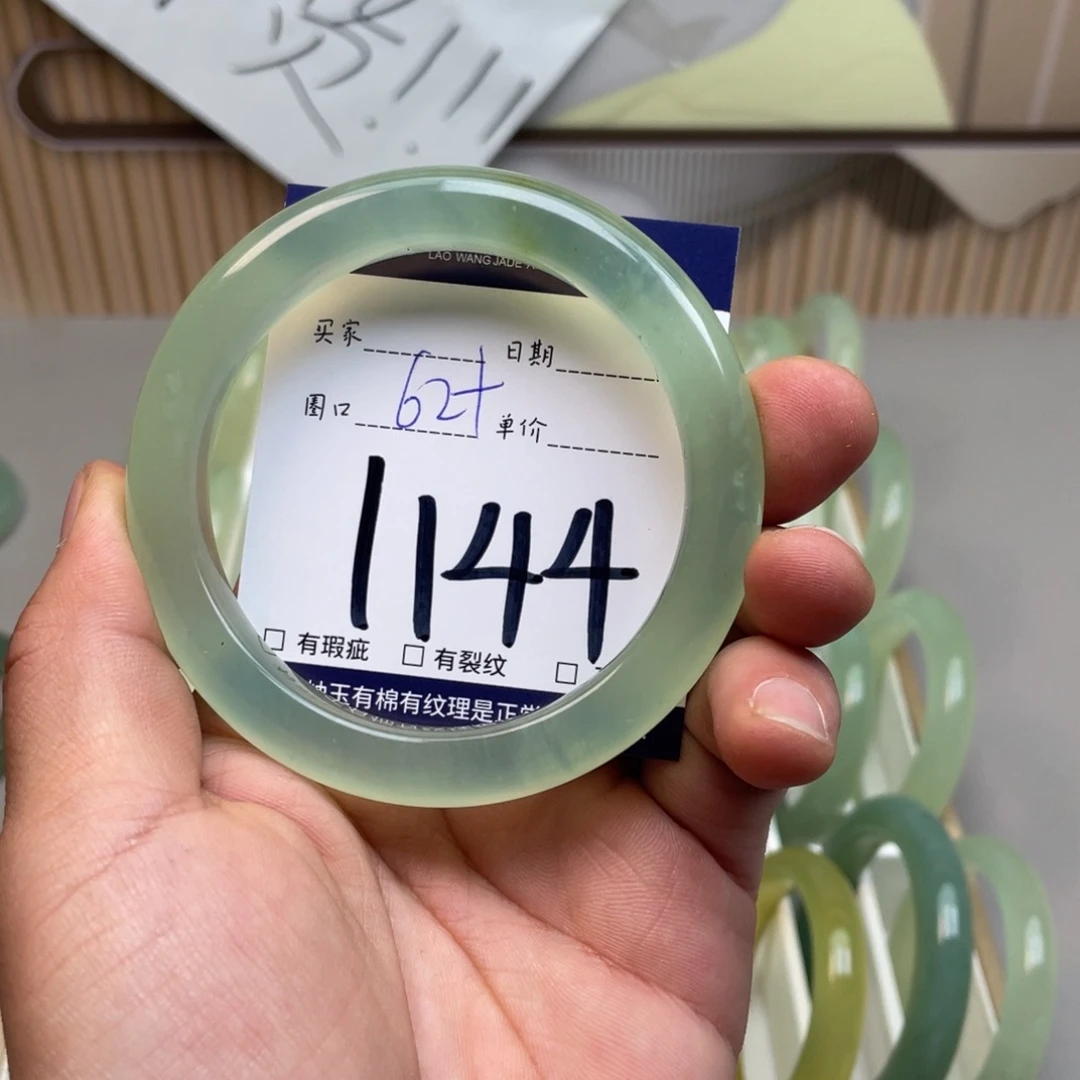 LAO WANG JADE
买家 日期
圈口 62+ 单价
1144
有瑕疵 有裂纹
玉有棉有纹理是正